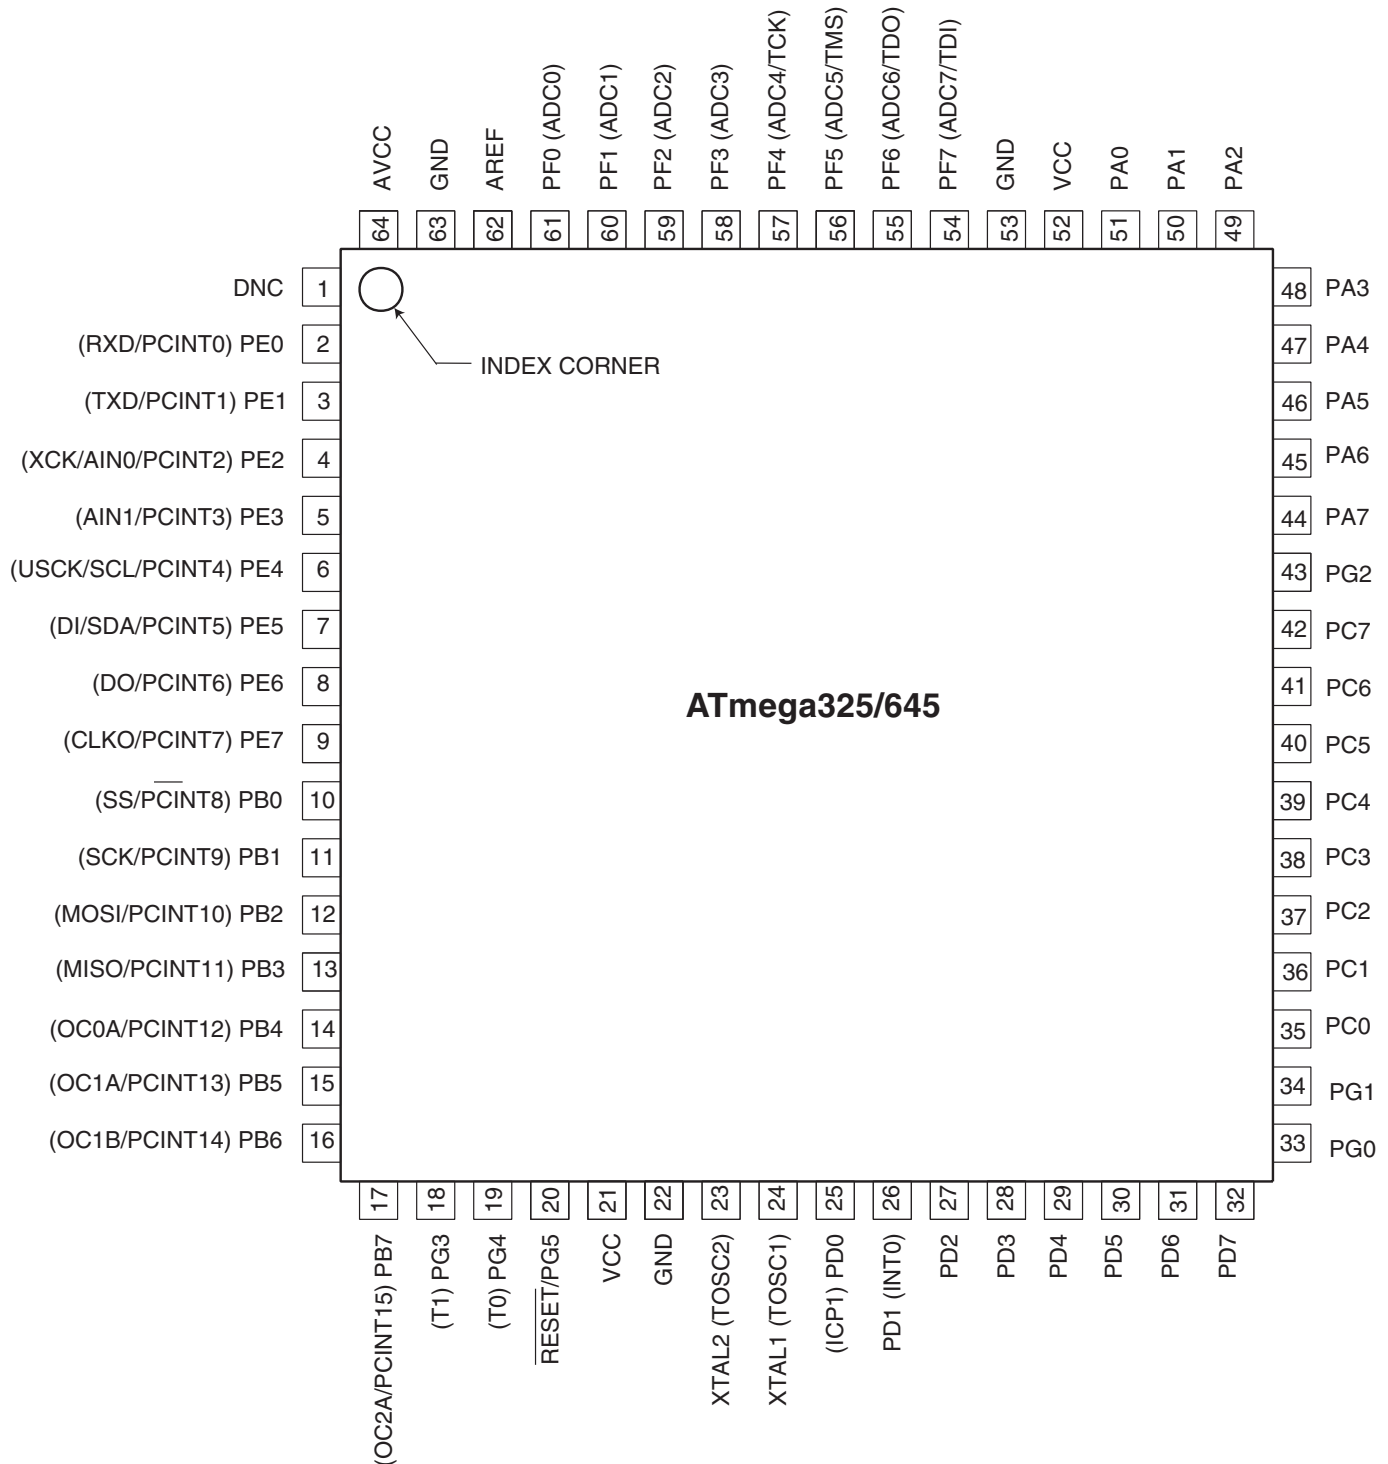 AVCC
GND
AREF
PF0 (ADC0)
PF1 (ADC1)
PF2 (ADC2)
PF3 (ADC3)
PF4 (ADC4/TCK)
PF5 (ADC5/TMS)
PF6 (ADC6/TDO)
PF7 (ADC7/TDI)
GND
VCC
PA0
PA1
PA2
64
63
62
61
60
59
58
57
56
55
54
53
52
51
50
49
DNC 1
(RXD/PCINT0) PE0 2
(TXD/PCINT1) PE1 3
(XCK/AIN0/PCINT2) PE2 4
(AIN1/PCINT3) PE3 5
(USCK/SCL/PCINT4) PE4 6
(DI/SDA/PCINT5) PE5 7
(DO/PCINT6) PE6 8
(CLKO/PCINT7) PE7 9
(SS/PCINT8) PB0 10
(SCK/PCINT9) PB1 11
(MOSI/PCINT10) PB2 12
(MISO/PCINT11) PB3 13
(OC0A/PCINT12) PB4 14
(OC1A/PCINT13) PB5 15
(OC1B/PCINT14) PB6 16
INDEX CORNER
ATmega325/645
48 PA3
47 PA4
46 PA5
45 PA6
44 PA7
43 PG2
42 PC7
41 PC6
40 PC5
39 PC4
38 PC3
37 PC2
36 PC1
35 PC0
34 PG1
33 PG0
17
18
19
20
21
22
23
24
25
26
27
28
29
30
31
32
(OC2A/PCINT15) PB7
(T1) PG3
(T0) PG4
RESET/PG5
VCC
GND
XTAL2 (TOSC2)
XTAL1 (TOSC1)
(ICP1) PD0
PD1 (INT0)
PD2
PD3
PD4
PD5
PD6
PD7